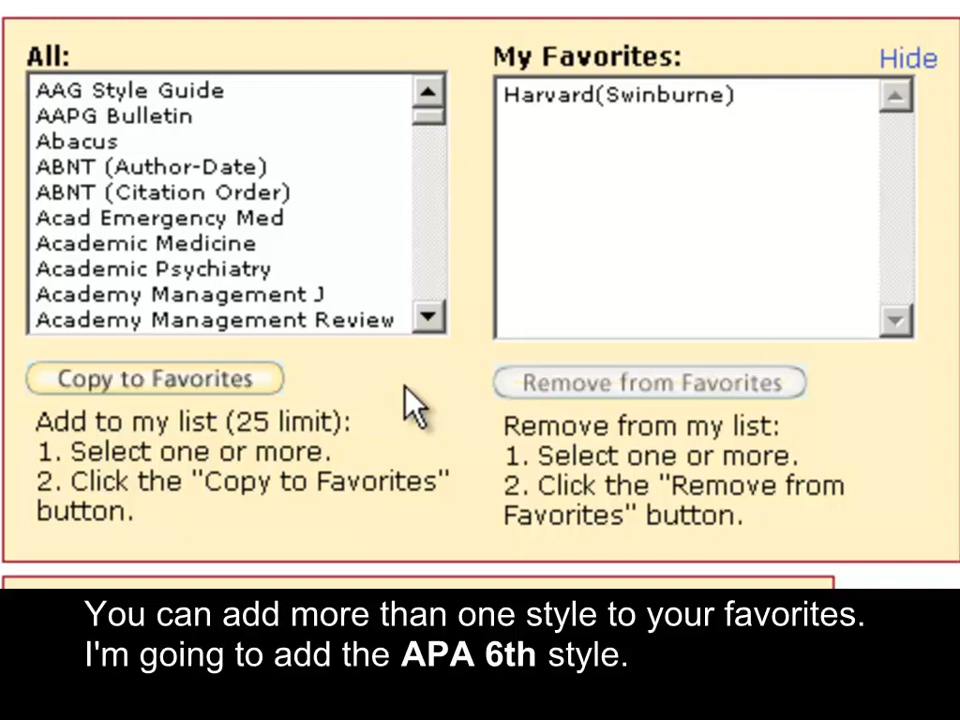 All:
AAG Style Guide
AAPG Bulletin
Abacus
ABNT (Author-Date)
ABNT (Citation Order)
Acad Emergency Med
Academic Medicine
Academic Psychiatry
Academy Management J
Academy Management Review
Copy to Favorites
Add to my list (25 limit):
1. Select one or more.
2. Click the "Copy to Favorites"
button.
My Favorites:
Hide
Harvard(Swinburne)
Remove from Favorites
Remove from my list:
1. Select one or more.
2. Click the "Remove from
Favorites" button.
You can add more than one style to your favorites.
I'm going to add the APA 6th style.